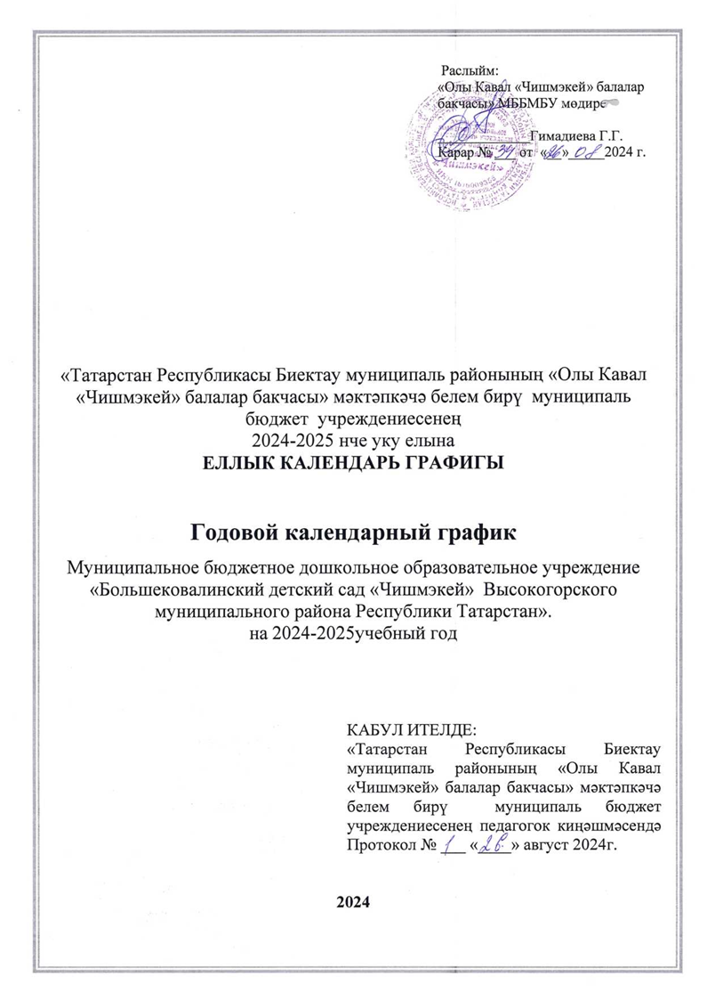 Раслыйм:
«Олы Кавал «Чишмэкей» балалар
бакчасы» МББМБУ мөдире
____________Гимадиева Г.Г.
Карар № 34 от «26» 08 2024 г.
«Чишмэкей»
«Татарстан Республикасы Биектау муниципаль районының «Олы Кавал
«Чишмэкей» балалар бакчасы» мәктәпкәчә белем бирү муниципаль
бюджет учреждениесенең
2024-2025 нче уку елына
ЕЛЛЫК КАЛЕНДАРЬ ГРАФИГЫ
Годовой календарный график
Муниципальное бюджетное дошкольное образовательное учреждение
«Большековалинский детский сад «Чишмэкей» Высокогорского
муниципального района Республики Татарстан».
на 2024-2025учебный год
КАБУЛ ИТЕЛДЕ:
«Татарстан Республикасы Биектау
муниципаль районының «Олы Кавал
«Чишмэкей» балалар бакчасы» мәктәпкәчә
белем бирү муниципаль бюджет
учреждениесенең педагогок киңәшмәсендә
Протокол № 1 «26» август 2024г.
2024